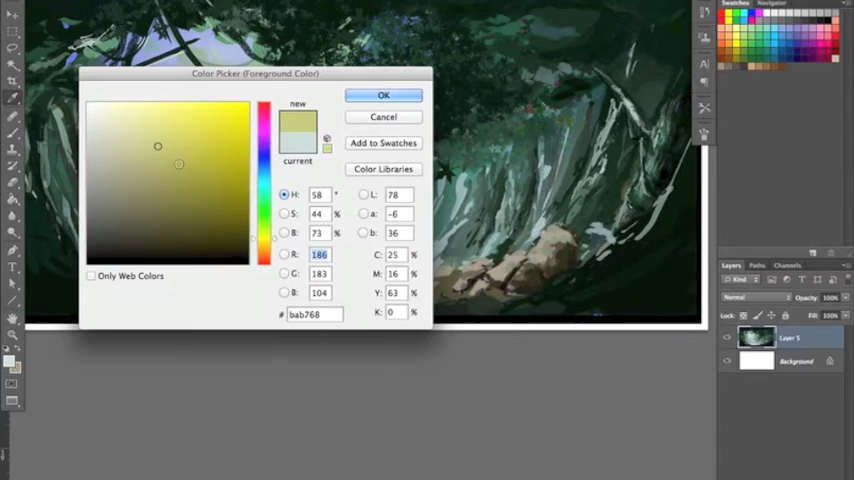 Swatches Navigator
Color Picker (Foreground Color)
new
current
OK
Cancel
Add to Swatches
Color Libraries
H: 58 °
S: 44 %
B: 73 %
R: 186
G: 183
B: 104
L: 78
a: -6
b: 36
C: 25 %
M: 16 %
Y: 63 %
K: 0 %
Only Web Colors
# bab768
Layers Paths Channels
Kind
Normal Opacity: 100%
Lock: Fill: 100%
Layer 5
Background